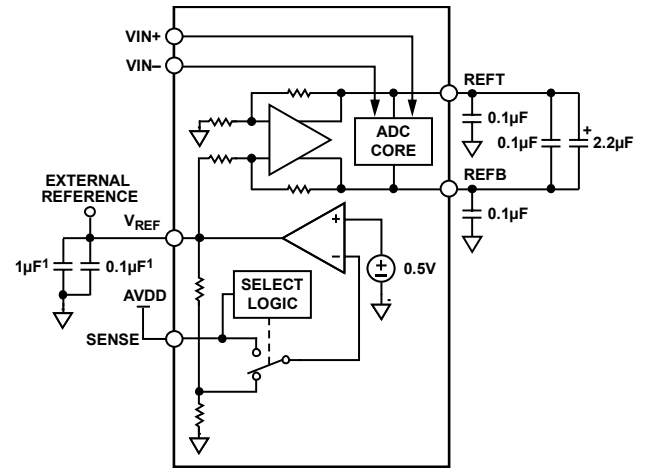 VIN+
VIN–
REFT
ADC
CORE
0.1µF
0.1µF
+
2.2µF
REFB
0.1µF
EXTERNAL
REFERENCE
VREF
1µF1
0.1µF1
+
–
+
–
0.5V
SELECT
LOGIC
AVDD
SENSE